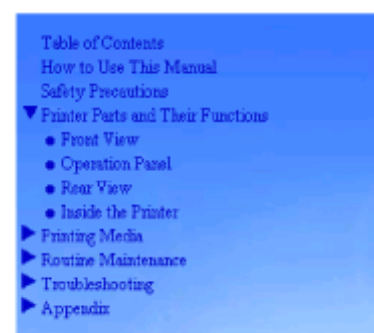 Table of Contents
How to Use This Manual
Safety Precautions
Printer Parts and Their Functions
Front View
Operation Panel
Rear View
Inside the Printer
Printing Media
Routine Maintenance
Troubleshooting
Appendix